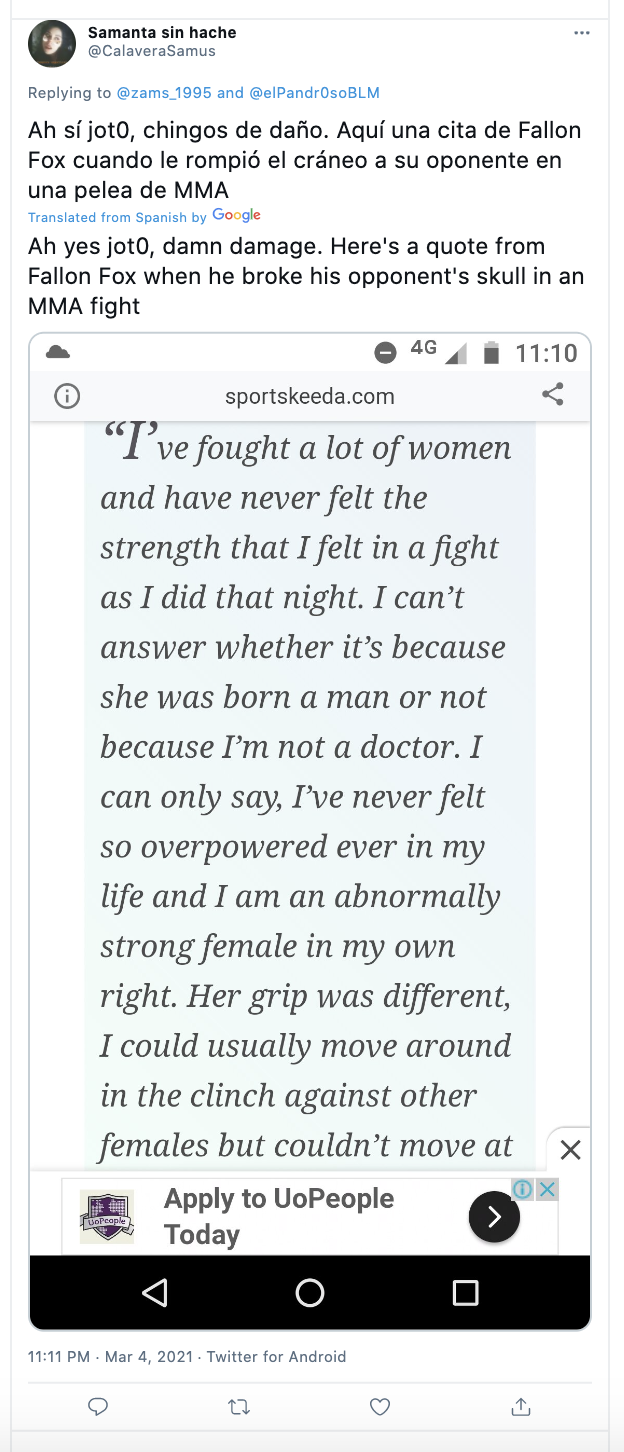 Samanta sin hache
@CalaveraSamus
Replying to @zams_1995 and @elPandr0soBLM
Ah sí jot0, chingos de daño. Aquí una cita de Fallon
Fox cuando le rompió el cráneo a su oponente en
una pelea de MMA
Translated from Spanish by Google
Ah yes jot0, damn damage. Here's a quote from
Fallon Fox when he broke his opponent's skull in an
MMA fight
4G 11:10
sportskeeda.com
“I’ve fought a lot of women
and have never felt the
strength that I felt in a fight
as I did that night. I can’t
answer whether it’s because
she was born a man or not
because I’m not a doctor. I
can only say, I’ve never felt
so overpowered ever in my
life and I am an abnormally
strong female in my own
right. Her grip was different,
I could usually move around
in the clinch against other
females but couldn’t move at
UoPeople
Apply to UoPeople
Today
11:11 PM · Mar 4, 2021 · Twitter for Android